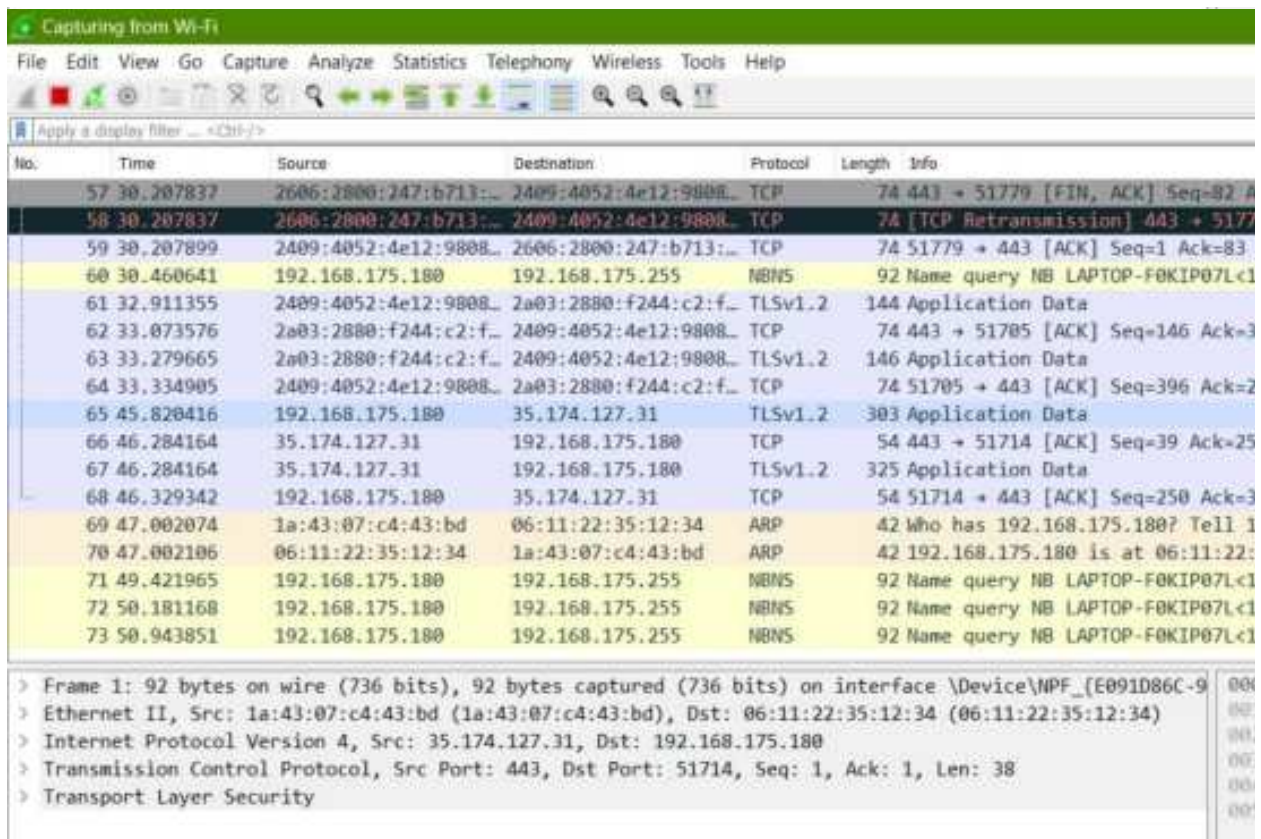 Capturing from Wi-Fi
File Edit View Go Capture Analyze Statistics Telephony Wireless Tools Help
Apply a display filter ... <Ctrl-/>
No. Time Source Destination Protocol Length Info
57 30.207837 2606:2800:247:b713:… 2409:4052:4e12:9808… TCP 74 443 → 51779 [FIN, ACK] Seq=82 A
58 30.207837 2606:2800:247:b713:… 2409:4052:4e12:9808… TCP 74 [TCP Retransmission] 443 → 5177
59 30.207899 2409:4052:4e12:9808… 2606:2800:247:b713:… TCP 74 51779 → 443 [ACK] Seq=1 Ack=83
60 30.460641 192.168.175.180 192.168.175.255 NBNS 92 Name query NB LAPTOP-F0KIP07L<1
61 32.911355 2409:4052:4e12:9808… 2a03:2880:f244:c2:f… TLSv1.2 144 Application Data
62 33.073576 2a03:2880:f244:c2:f… 2409:4052:4e12:9808… TCP 74 443 → 51705 [ACK] Seq=146 Ack=3
63 33.279665 2a03:2880:f244:c2:f… 2409:4052:4e12:9808… TLSv1.2 146 Application Data
64 33.334905 2409:4052:4e12:9808… 2a03:2880:f244:c2:f… TCP 74 51705 → 443 [ACK] Seq=396 Ack=2
65 45.820416 192.168.175.180 35.174.127.31 TLSv1.2 303 Application Data
66 46.284164 35.174.127.31 192.168.175.180 TCP 54 443 → 51714 [ACK] Seq=39 Ack=25
67 46.284164 35.174.127.31 192.168.175.180 TLSv1.2 325 Application Data
68 46.329342 192.168.175.180 35.174.127.31 TCP 54 51714 → 443 [ACK] Seq=250 Ack=3
69 47.002074 1a:43:07:c4:43:bd 06:11:22:35:12:34 ARP 42 Who has 192.168.175.180? Tell 1
70 47.002106 06:11:22:35:12:34 1a:43:07:c4:43:bd ARP 42 192.168.175.180 is at 06:11:22:
71 49.421965 192.168.175.180 192.168.175.255 NBNS 92 Name query NB LAPTOP-F0KIP07L<1
72 50.181168 192.168.175.180 192.168.175.255 NBNS 92 Name query NB LAPTOP-F0KIP07L<1
73 50.943851 192.168.175.180 192.168.175.255 NBNS 92 Name query NB LAPTOP-F0KIP07L<1
> Frame 1: 92 bytes on wire (736 bits), 92 bytes captured (736 bits) on interface \Device\NPF_{E091D86C-9
> Ethernet II, Src: 1a:43:07:c4:43:bd (1a:43:07:c4:43:bd), Dst: 06:11:22:35:12:34 (06:11:22:35:12:34)
> Internet Protocol Version 4, Src: 35.174.127.31, Dst: 192.168.175.180
> Transmission Control Protocol, Src Port: 443, Dst Port: 51714, Seq: 1, Ack: 1, Len: 38
> Transport Layer Security